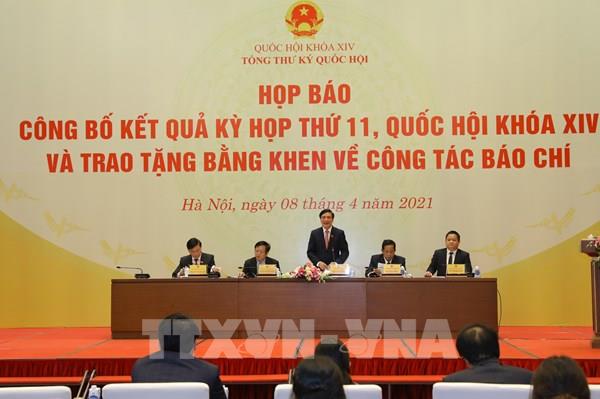 QUỐC HỘI KHÓA XIV
TỔNG THƯ KÝ QUỐC HỘI
HỌP BÁO
CÔNG BỐ KẾT QUẢ KỲ HỌP THỨ 11, QUỐC HỘI KHÓA XIV
VÀ TRAO TẶNG BẰNG KHEN VỀ CÔNG TÁC BÁO CHÍ
Hà Nội, ngày 08 tháng 4 năm 2021
TTXVN-VNA